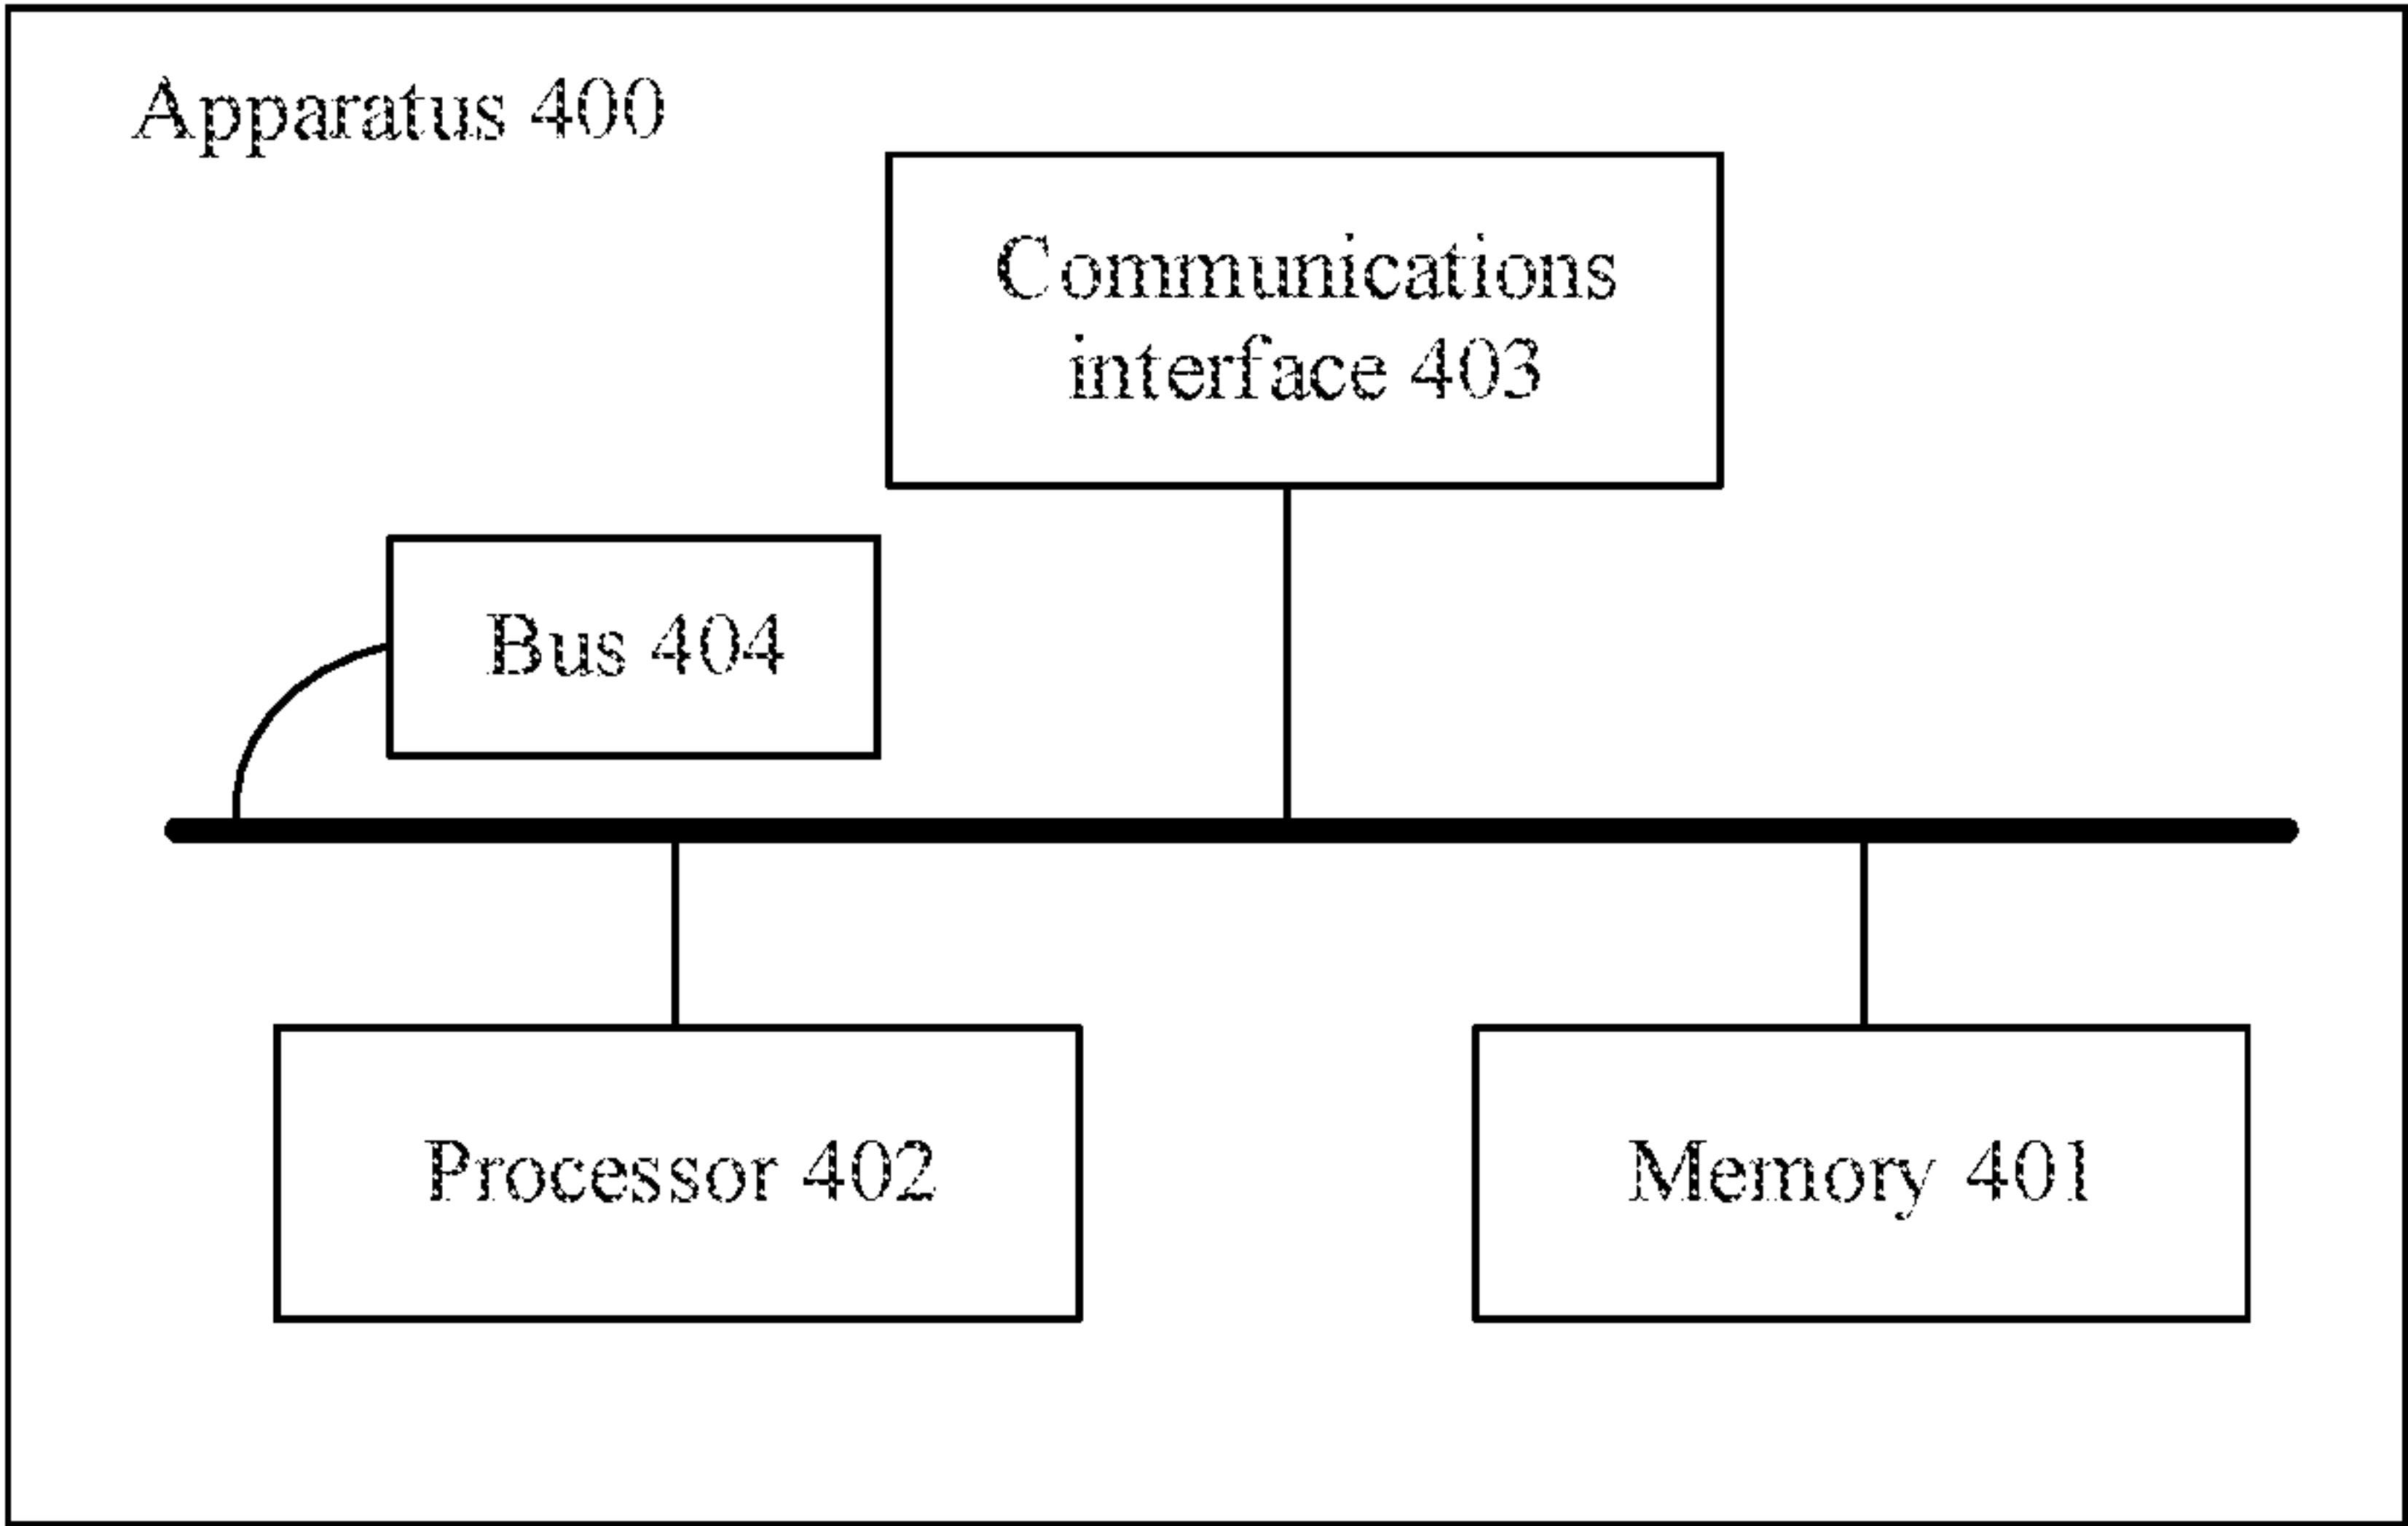 Apparatus 400
Communications
interface 403
Bus 404
Processor 402
Memory 401